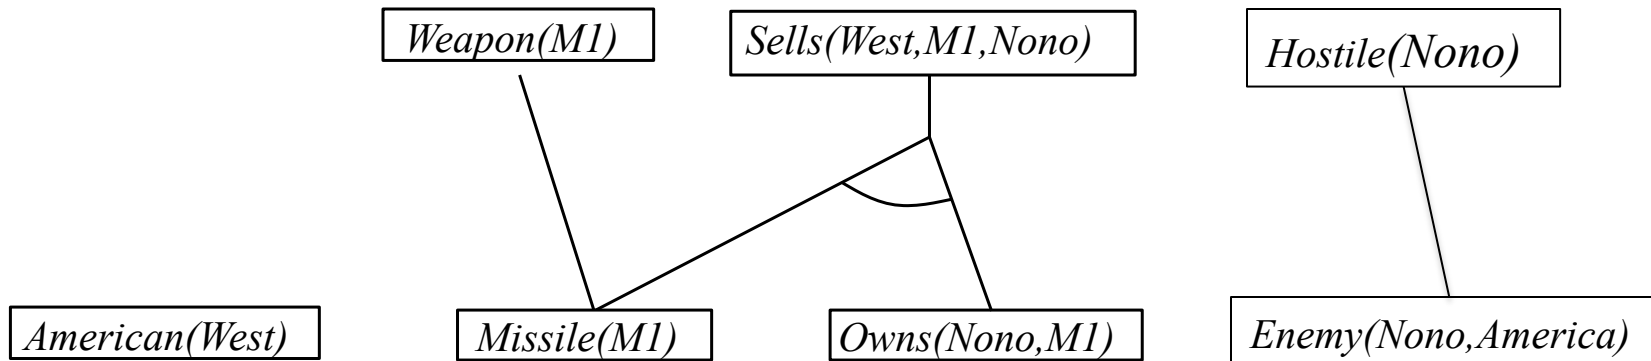 Weapon(M1)
Sells(West,M1,Nono)
Hostile(Nono)
American(West)
Missile(M1)
Owns(Nono,M1)
Enemy(Nono,America)